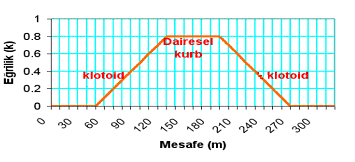 Eğrilik (k)
1
0.8
0.6
0.4
0.2
0
Dairesel
kurb
klotoid
klotoid
0 30 60 90 120 150 180 210 240 270 300
Mesafe (m)